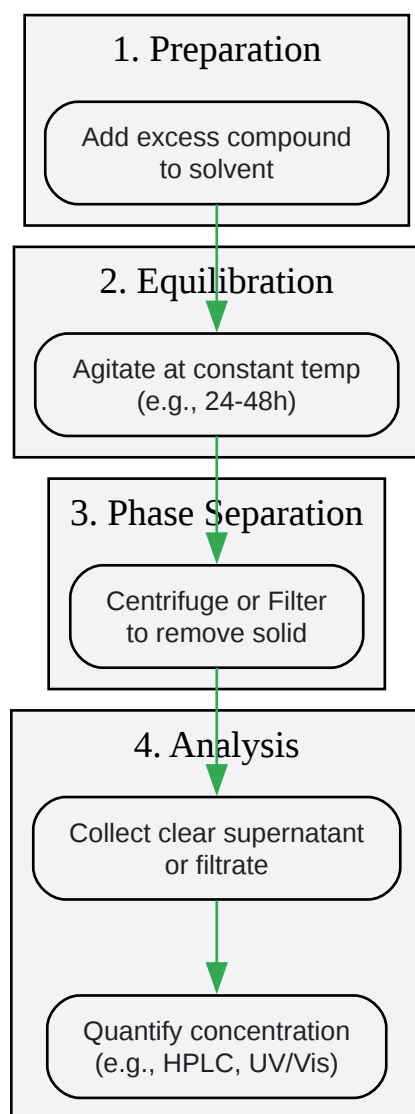 1. Preparation
Add excess compound
to solvent
2. Equilibration
Agitate at constant temp
(e.g., 24-48h)
3. Phase Separation
Centrifuge or Filter
to remove solid
4. Analysis
Collect clear supernatant
or filtrate
Quantify concentration
(e.g., HPLC, UV/Vis)